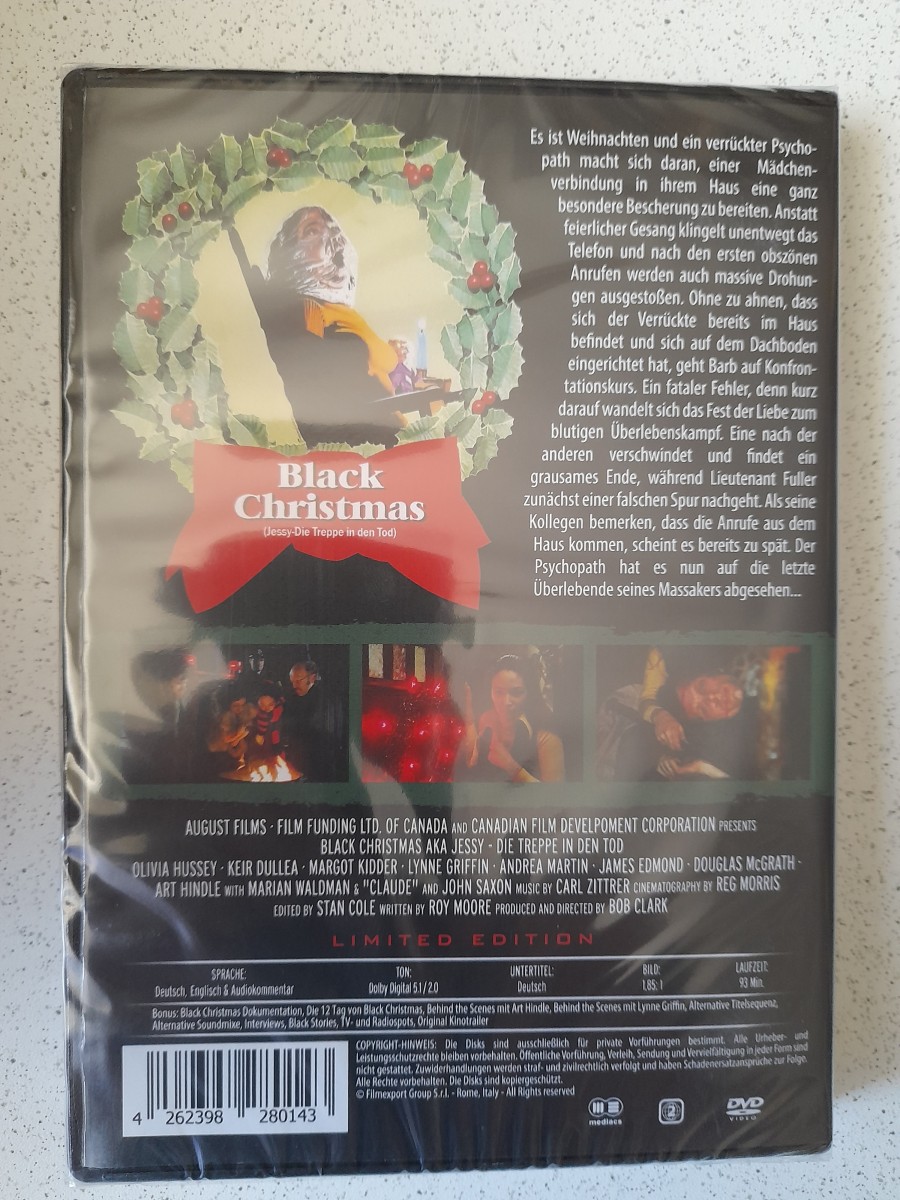 Es ist Weihnachten und ein verrückter Psycho-
path macht sich daran, einer Mädchen-
verbindung in ihrem Haus eine ganz
besondere Bescherung zu bereiten. Anstatt
feierlicher Gesang klingelt unentwegt das
Telefon und nach den ersten obszönen
Anrufen werden auch massive Drohun-
gen ausgestoßen. Ohne zu ahnen, dass
sich der Verrückte bereits im Haus
befindet und sich auf dem Dachboden
eingerichtet hat, geht Barb auf Konfron-
tationskurs. Ein fataler Fehler, denn kurz
darauf wandelt sich das Fest der Liebe zum
blutigen Überlebenskampf. Eine nach der
anderen verschwindet und findet ein
grausames Ende, während Lieutenant Fuller
zunächst einer falschen Spur nachgeht. Als seine
Kollegen bemerken, dass die Anrufe aus dem
Haus kommen, scheint es bereits zu spät. Der
Psychopath hat es nun auf die letzte
Überlebende seines Massakers abgesehen...
Black
Christmas
(Jessy-Die Treppe in den Tod)
AUGUST FILMS · FILM FUNDING LTD. OF CANADA AND CANADIAN FILM DEVELPOMENT CORPORATION PRESENTS
BLACK CHRISTMAS AKA JESSY - DIE TREPPE IN DEN TOD
OLIVIA HUSSEY · KEIR DULLEA · MARGOT KIDDER · LYNNE GRIFFIN · ANDREA MARTIN · JAMES EDMOND · DOUGLAS McGRATH ·
ART HINDLE WITH MARIAN WALDMAN & "CLAUDE" AND JOHN SAXON MUSIC BY CARL ZITTRER CINEMATOGRAPHY BY REG MORRIS
EDITED BY STAN COLE WRITTEN BY ROY MOORE PRODUCED AND DIRECTED BY BOB CLARK
LIMITED EDITION
SPRACHE: TON: UNTERTITEL: BILD: LAUFZEIT:
Deutsch, Englisch & Audiokommentar Dolby Digital 5.1/ 2.0 Deutsch 1.85: 1 93 Min.
Bonus: Black Christmas Dokumentation, Die 12 Tag von Black Christmas, Behind the Scenes mit Art Hindle, Behind the Scenes mit Lynne Griffin, Alternative Titelsequenz,
Alternative Soundmixe, Interviews, Black Stories, TV- und Radiospots, Original Kinotrailer
COPYRIGHT-HINWEIS: Die Disks sind ausschließlich für private Vorführungen bestimmt. Alle Urheber- und
Leistungsschutzrechte bleiben vorbehalten. Öffentliche Vorführung, Verleih, Sendung und Vervielfältigung in jeder Form sind
nicht gestattet. Zuwiderhandlungen werden straf- und zivilrechtlich verfolgt und haben Schadenersatzansprüche zur Folge.
Alle Rechte vorbehalten. Die Disks sind kopiergeschützt.
© Filmexport Group S.r.l. - Rome, Italy - All Rights reserved
4 262398 280143
mediacs
2
DVD
VIDEO